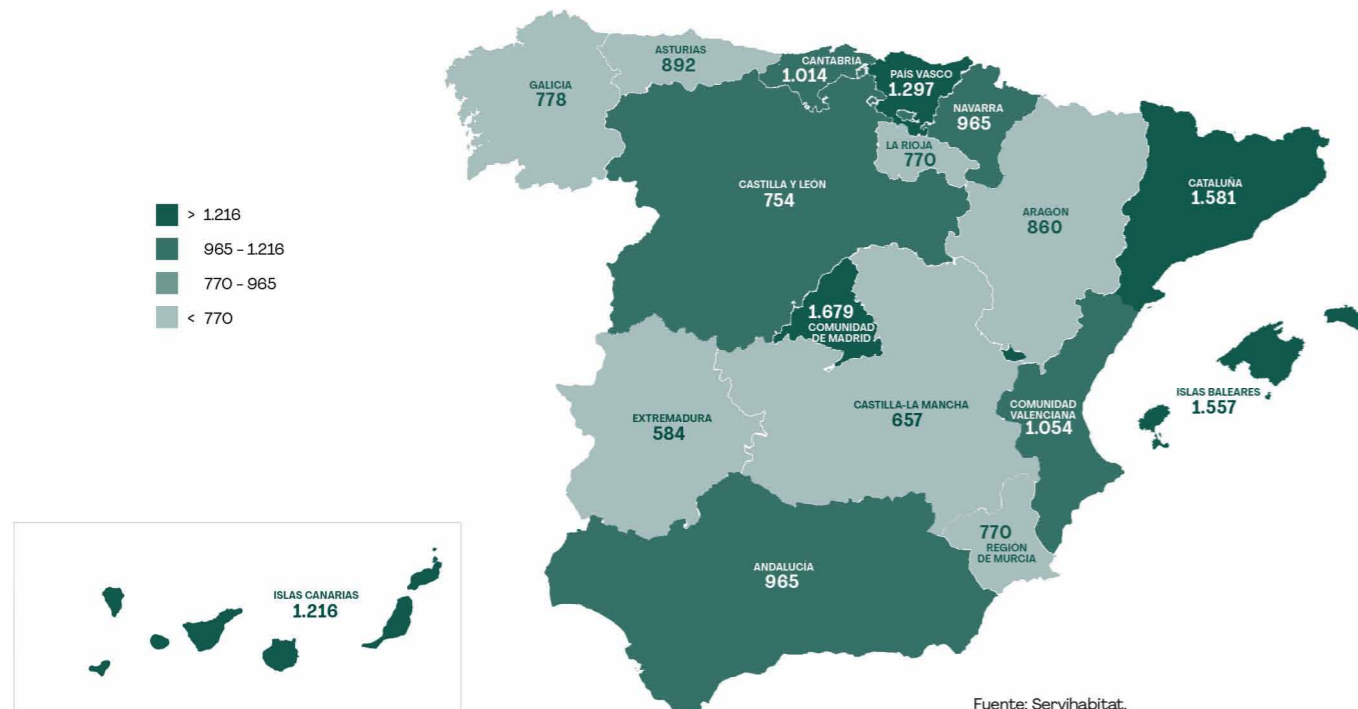 ASTURIAS
892
CANTABRIA
1.014
PAÍS VASCO
1.297
GALICIA
778
NAVARRA
965
LA RIOJA
770
CASTILLA Y LEÓN
754
CATALUÑA
1.581
ARAGÓN
860
> 1.216
965 - 1.216
770 - 965
< 770
1.679
COMUNIDAD
DE MADRID
ISLAS BALEARES
1.557
EXTREMADURA
584
CASTILLA-LA MANCHA
657
COMUNIDAD
VALENCIANA
1.054
770
REGIÓN
DE MURCIA
ANDALUCÍA
965
ISLAS CANARIAS
1.216
Fuente: Servihabitat.